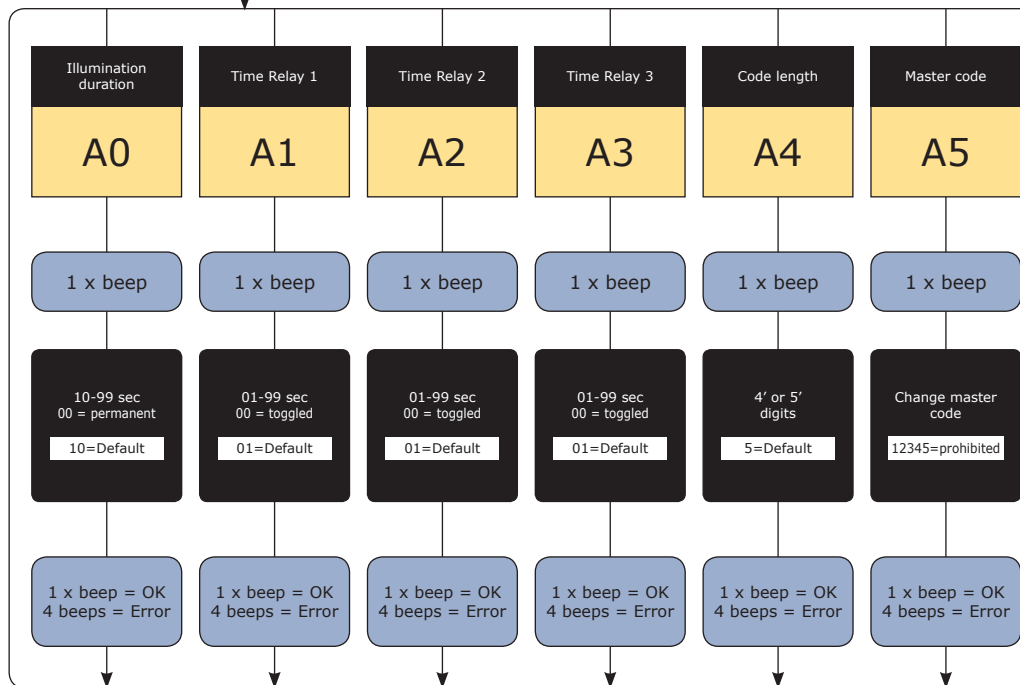 Illumination
duration
Time Relay 1
Time Relay 2
Time Relay 3
Code length
Master code
A0
A1
A2
A3
A4
A5
1 x beep
1 x beep
1 x beep
1 x beep
1 x beep
1 x beep
10-99 sec
00 = permanent
10=Default
01-99 sec
00 = toggled
01=Default
01-99 sec
00 = toggled
01=Default
01-99 sec
00 = toggled
01=Default
4’ or 5’
digits
5=Default
Change master
code
12345=prohibited
1 x beep = OK
4 beeps = Error
1 x beep = OK
4 beeps = Error
1 x beep = OK
4 beeps = Error
1 x beep = OK
4 beeps = Error
1 x beep = OK
4 beeps = Error
1 x beep = OK
4 beeps = Error